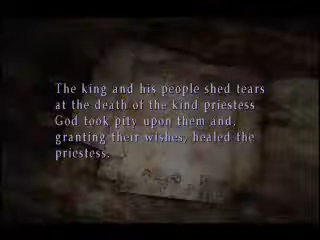 The king and his people shed tears
at the death of the kind priestess
God took pity upon them and,
granting their wishes, healed the
priestess.